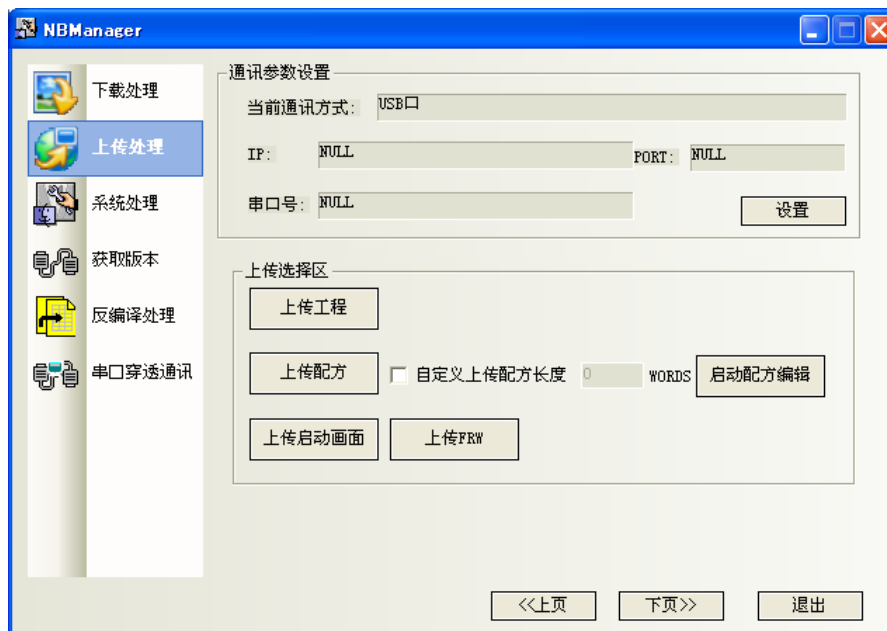 NBManager
下载处理
上传处理
系统处理
获取版本
反编译处理
串口穿透通讯
通讯参数设置
当前通讯方式: USB口
IP: NULL PORT: NULL
串口号: NULL 设置
上传选择区
上传工程
上传配方 自定义上传配方长度 0 WORDS 启动配方编辑
上传启动画面 上传FRW
<<上页 下页>> 退出